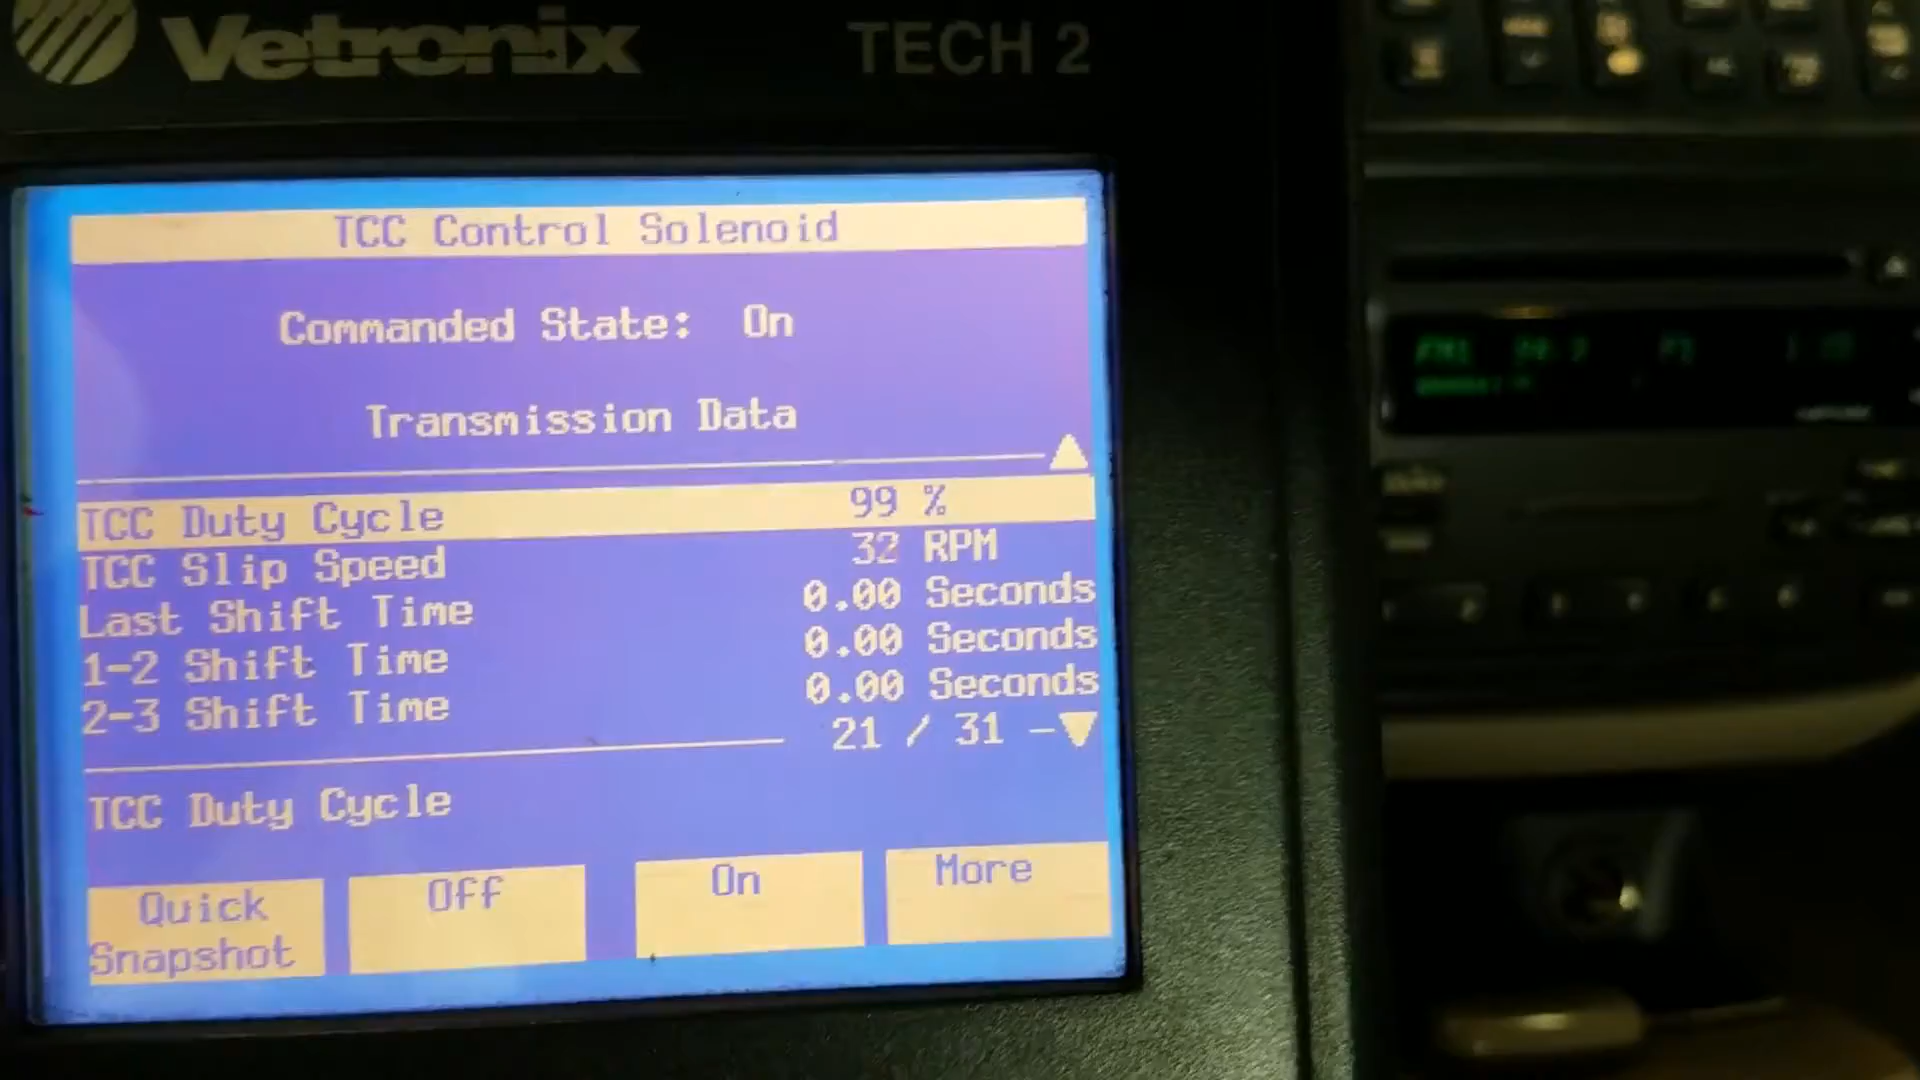 Vetronix TECH 2
TCC Control Solenoid
Commanded State: On
Transmission Data
TCC Duty Cycle 99 %
TCC Slip Speed 32 RPM
Last Shift Time 0.00 Seconds
1-2 Shift Time 0.00 Seconds
2-3 Shift Time 0.00 Seconds
21 / 31 -
TCC Duty Cycle
Quick Snapshot
Off
On
More